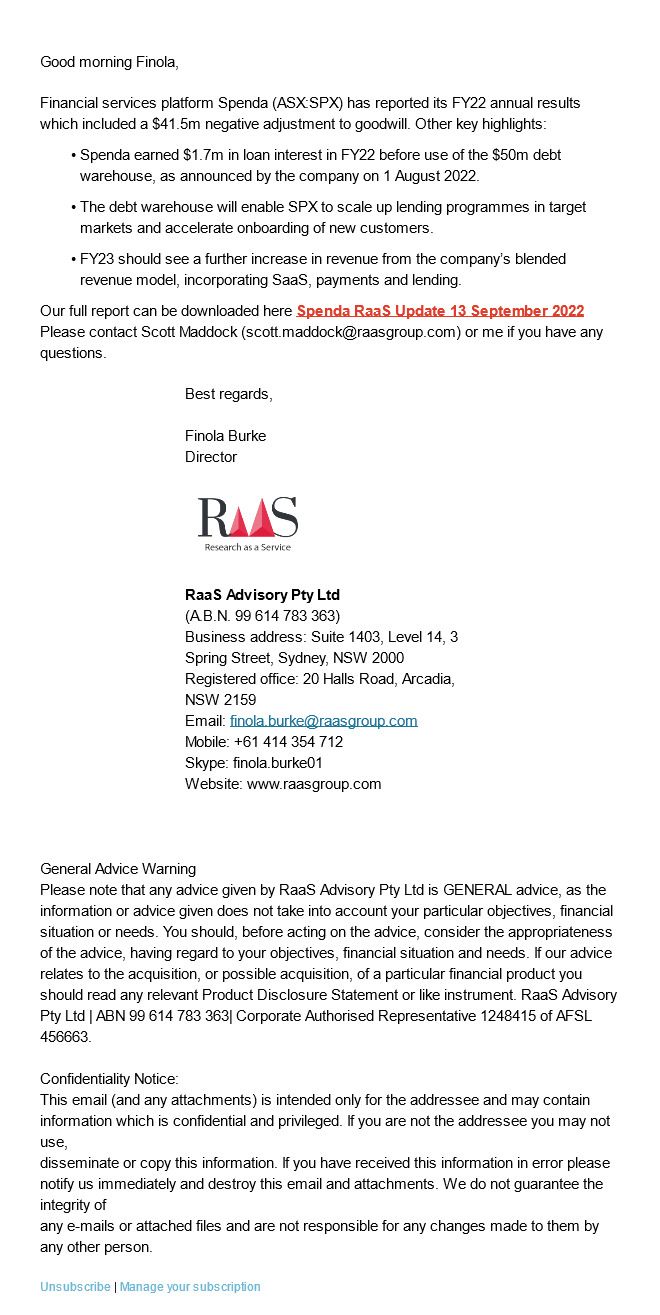 Good morning Finola,
Financial services platform Spenda (ASX:SPX) has reported its FY22 annual results
which included a $41.5m negative adjustment to goodwill. Other key highlights:
• Spenda earned $1.7m in loan interest in FY22 before use of the $50m debt
warehouse, as announced by the company on 1 August 2022.
• The debt warehouse will enable SPX to scale up lending programmes in target
markets and accelerate onboarding of new customers.
• FY23 should see a further increase in revenue from the company’s blended
revenue model, incorporating SaaS, payments and lending.
Our full report can be downloaded here Spenda RaaS Update 13 September 2022
Please contact Scott Maddock (scott.maddock@raasgroup.com) or me if you have any
questions.
Best regards,
Finola Burke
Director
RaaS
Research as a Service
RaaS Advisory Pty Ltd
(A.B.N. 99 614 783 363)
Business address: Suite 1403, Level 14, 3
Spring Street, Sydney, NSW 2000
Registered office: 20 Halls Road, Arcadia,
NSW 2159
Email: finola.burke@raasgroup.com
Mobile: +61 414 354 712
Skype: finola.burke01
Website: www.raasgroup.com
General Advice Warning
Please note that any advice given by RaaS Advisory Pty Ltd is GENERAL advice, as the
information or advice given does not take into account your particular objectives, financial
situation or needs. You should, before acting on the advice, consider the appropriateness
of the advice, having regard to your objectives, financial situation and needs. If our advice
relates to the acquisition, or possible acquisition, of a particular financial product you
should read any relevant Product Disclosure Statement or like instrument. RaaS Advisory
Pty Ltd | ABN 99 614 783 363| Corporate Authorised Representative 1248415 of AFSL
456663.
Confidentiality Notice:
This email (and any attachments) is intended only for the addressee and may contain
information which is confidential and privileged. If you are not the addressee you may not
use,
disseminate or copy this information. If you have received this information in error please
notify us immediately and destroy this email and attachments. We do not guarantee the
integrity of
any e-mails or attached files and are not responsible for any changes made to them by
any other person.
Unsubscribe | Manage your subscription